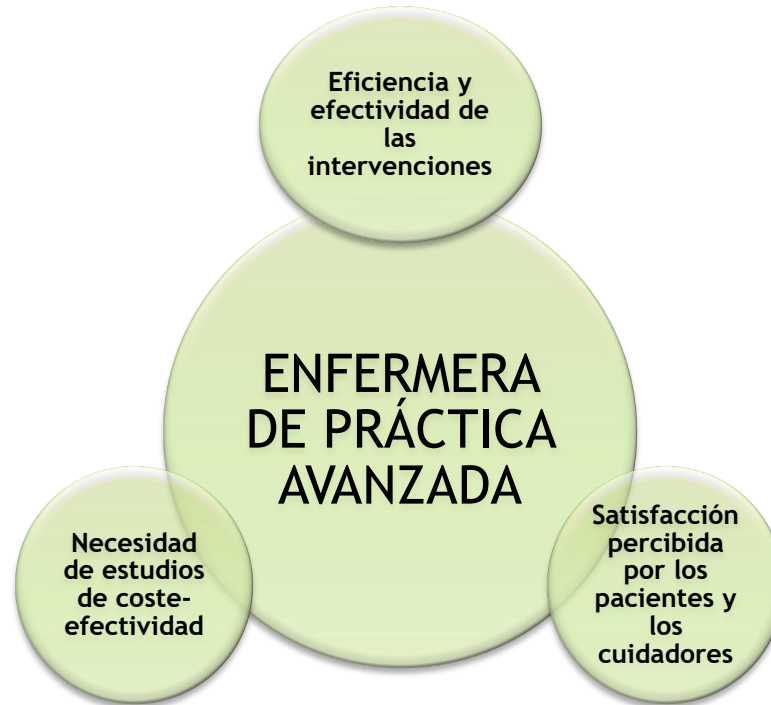 Eficiencia y
efectividad de
las
intervenciones
ENFERMERA
DE PRÁCTICA
AVANZADA
Necesidad
de estudios
de coste-
efectividad
Satisfacción
percibida
por los
pacientes y
los
cuidadores